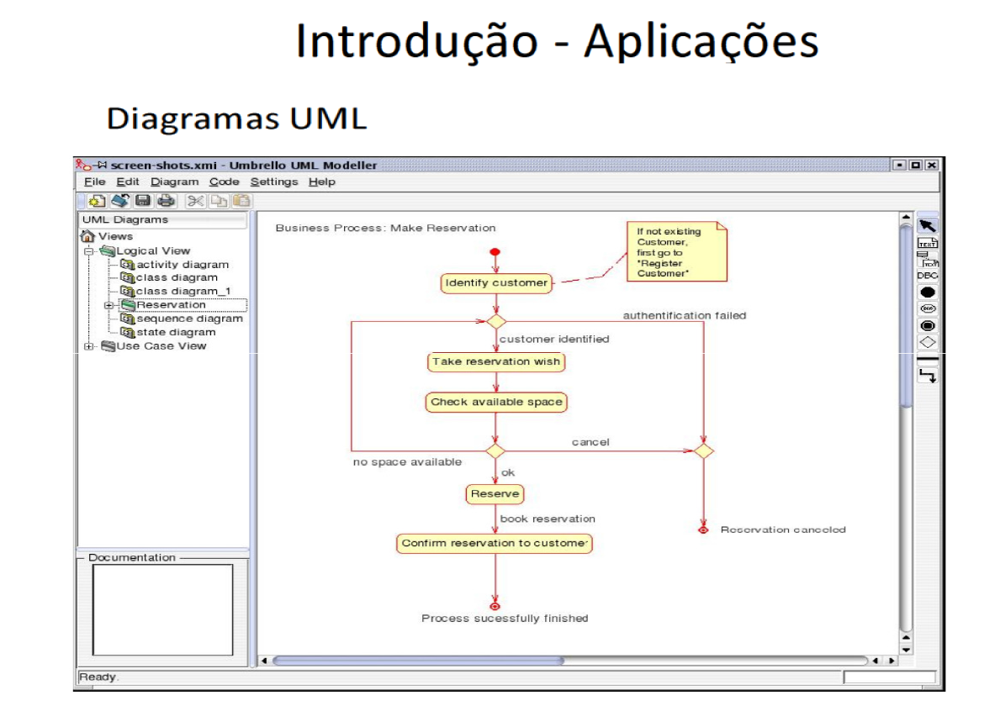 Introdução - Aplicações
Diagramas UML
screen-shots.xmi - Umbrello UML Modeller
File Edit Diagram Code Settings Help
UML Diagrams
Views
Logical View
activity diagram
class diagram
class diagram_1
Reservation
sequence diagram
state diagram
Use Case View
Documentation
Business Process: Make Reservation
If not existing
Customer,
first go to
"Register
Customer"
Identify customer
authentification failed
customer identified
Take reservation wish
Check available space
cancel
no space available
ok
Reserve
book reservation
Reservation canceled
Confirm reservation to customer
Process sucessfully finished
TEXT
Ready.